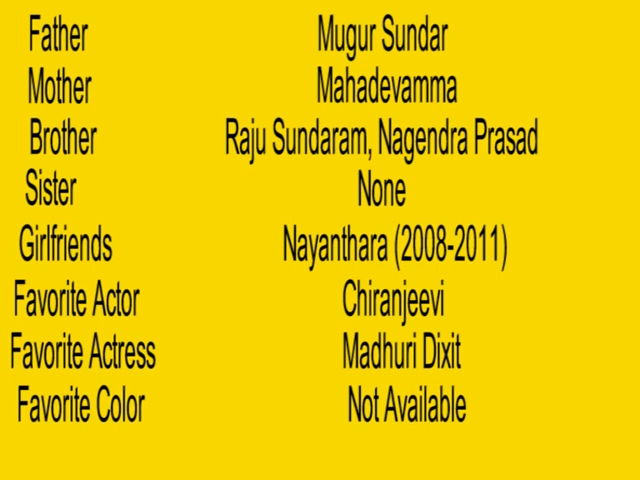 Father Mugur Sundar
Mother Mahadevamma
Brother Raju Sundaram, Nagendra Prasad
Sister None
Girlfriends Nayanthara (2008-2011)
Favorite Actor Chiranjeevi
Favorite Actress Madhuri Dixit
Favorite Color Not Available